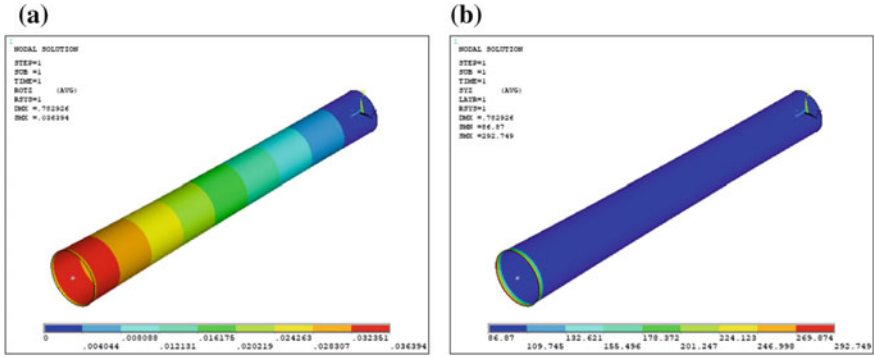 (a)
1
NODAL SOLUTION
STEP=1
SUB =1
TIME=1
ROTZ (AVG)
RSYS=1
DMX =.782926
SMX =.036394
0 .008088 .016175 .024263 .032351
.004044 .012131 .020219 .028307 .036394
(b)
1
NODAL SOLUTION
STEP=1
SUB =1
TIME=1
SYZ (AVG)
LAYR=1
RSYS=1
DMX =.782926
SMN =86.87
SMX =292.749
86.87 132.621 178.372 224.123 269.874
109.745 155.496 201.247 246.998 292.749